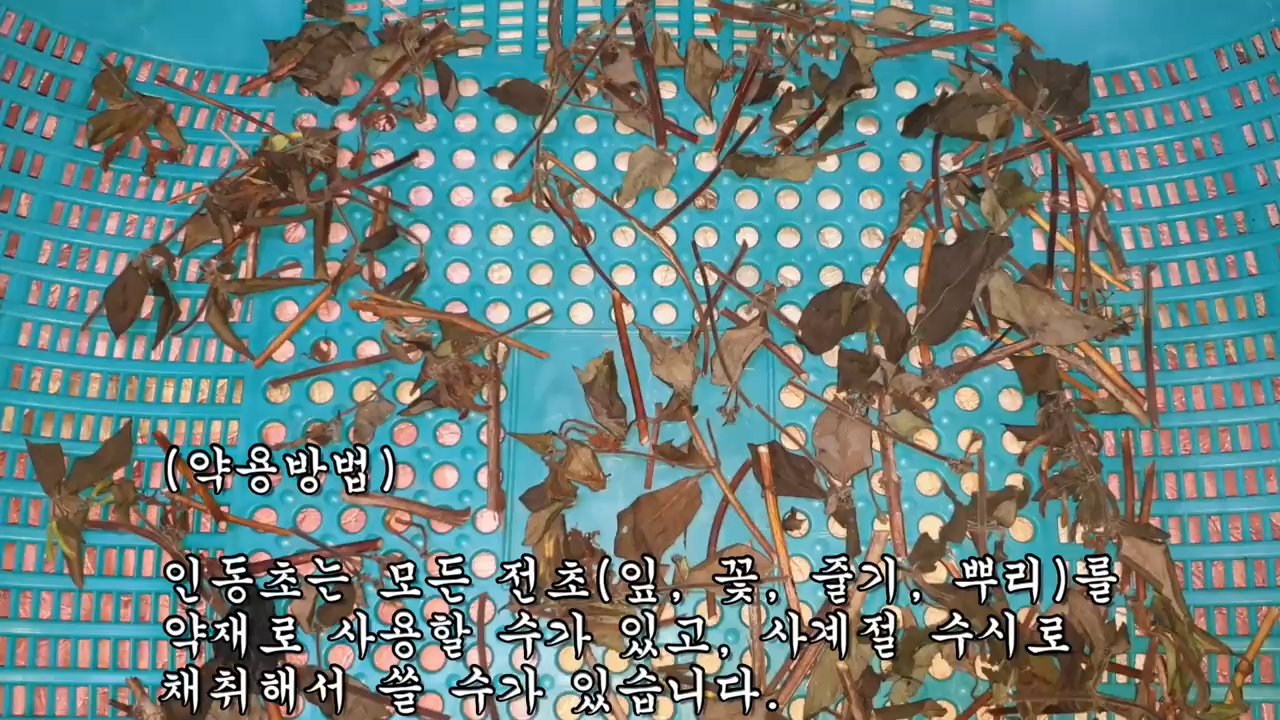 (약용방법)
인동초는 모든 전초(잎, 꽃, 줄기, 뿌리)를
약재로 사용할 수가 있고, 사계절 수시로
채취해서 쓸 수가 있습니다.